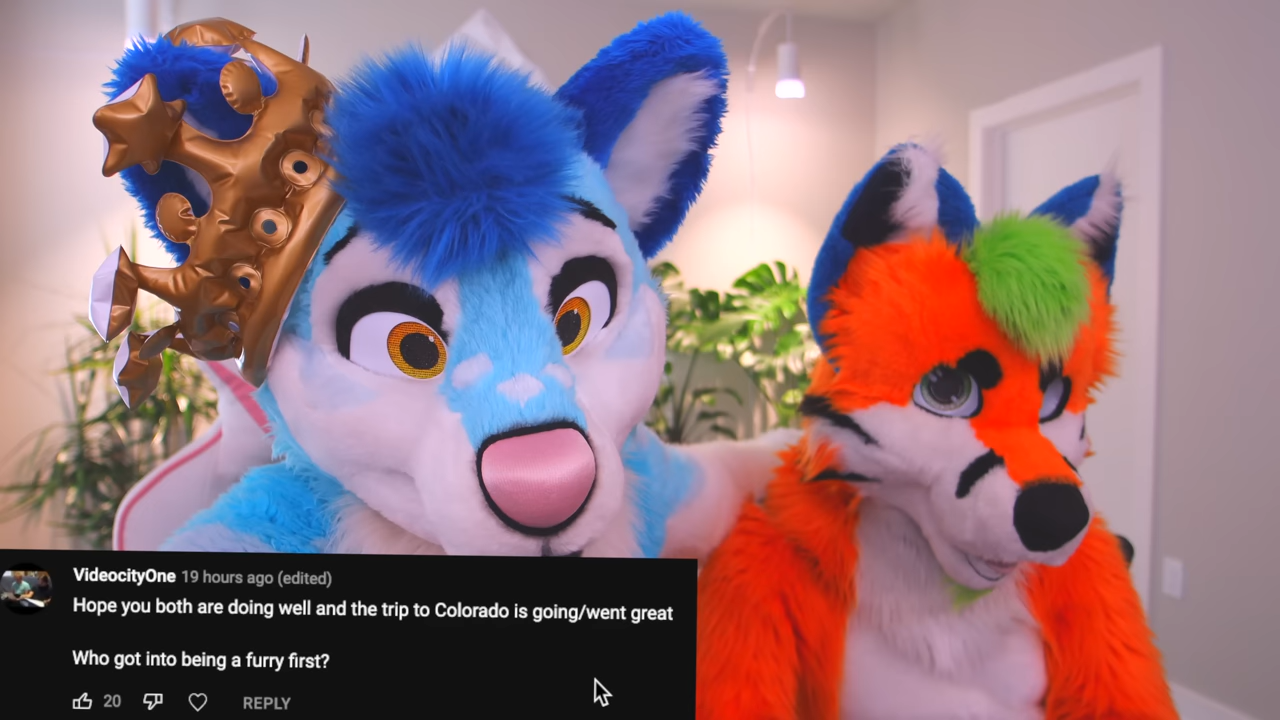 VideocityOne 19 hours ago (edited)
Hope you both are doing well and the trip to Colorado is going/went great
Who got into being a furry first?
20
REPLY